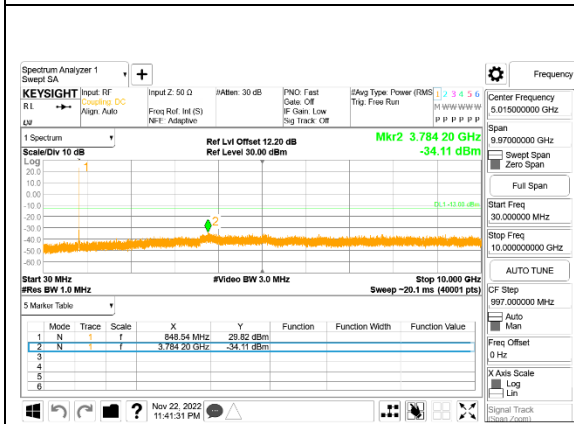 Spectrum Analyzer 1
Swept SA
Frequency
KEYSIGHT
Input: RF
Input Z: 50 Ω
#Atten: 30 dB
PNO: Fast
#Avg Type: Power (RMS
1 2 3 4 5 6
RL
Coupling: DC
Gate: Off
Trig: Free Run
Align: Auto
Freq Ref: Int (S)
IF Gain: Low
M W W W W W
NFE: Adaptive
Sig Track: Off
P P P P P P
1 Spectrum
Ref Lvl Offset 12.20 dB
Mkr2 3.784 20 GHz
Scale/Div 10 dB
Ref Level 30.00 dBm
-34.11 dBm
Log
20.0
10.0
0.00
-10.0
-20.0
-30.0
-40.0
-50.0
-60.0
1
2
Start 30 MHz
#Video BW 3.0 MHz
Stop 10.000 GHz
#Res BW 1.0 MHz
Sweep ~20.1 ms (40001 pts)
5 Marker Table
Mode Trace Scale X Y Function Function Width Function Value
1 N 1 f 848.54 MHz 29.82 dBm
2 N 1 f 3.784 20 GHz -34.11 dBm
3
4
5
6
Nov 22, 2022
11:41:31 PM
Center Frequency
5.015000000 GHz
Span
9.97000000 GHz
Swept Span
Zero Span
Full Span
Start Freq
30.000000 MHz
Stop Freq
10.000000000 GHz
AUTO TUNE
CF Step
997.000000 MHz
Auto
Man
Freq Offset
0 Hz
X Axis Scale
Log
Lin
Signal Track
(Span Zoom)